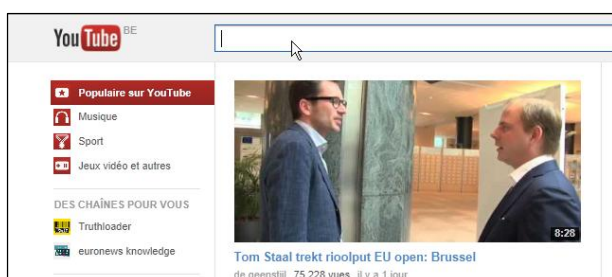 YouTube BE
Populaire sur YouTube
Musique
Sport
Jeux vidéo et autres
DES CHAÎNES POUR VOUS
Truthloader
euronews knowledge
8:28
Tom Staal trekt rioolput EU open: Brussel
de geenstijl 75 228 vues il y a 1 jour